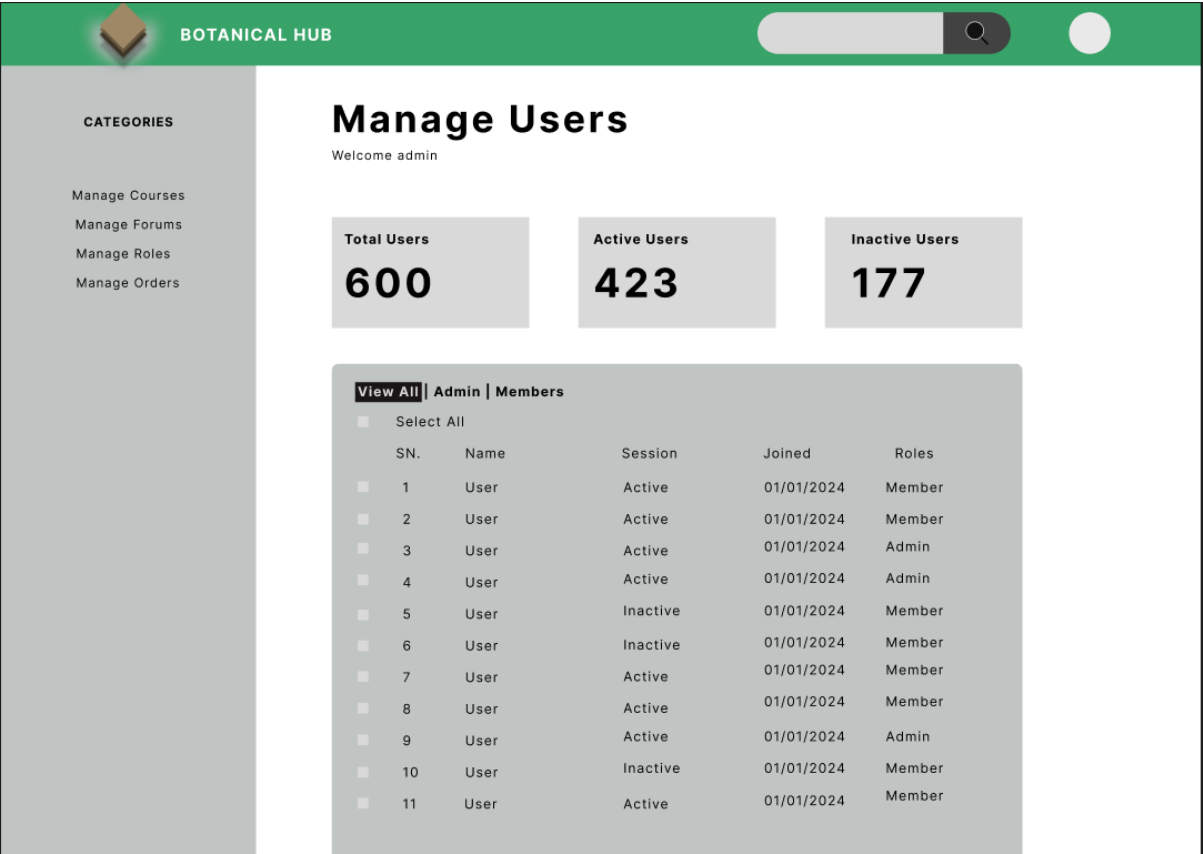 BOTANICAL HUB
CATEGORIES
Manage Courses
Manage Forums
Manage Roles
Manage Orders
Manage Users
Welcome admin
Total Users
600
Active Users
423
Inactive Users
177
View All | Admin | Members
Select All
SN. Name Session Joined Roles
1 User Active 01/01/2024 Member
2 User Active 01/01/2024 Member
3 User Active 01/01/2024 Admin
4 User Active 01/01/2024 Admin
5 User Inactive 01/01/2024 Member
6 User Inactive 01/01/2024 Member
7 User Active 01/01/2024 Member
8 User Active 01/01/2024 Member
9 User Active 01/01/2024 Admin
10 User Inactive 01/01/2024 Member
11 User Active 01/01/2024 Member